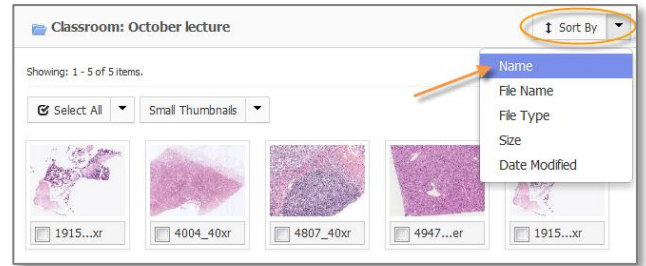 Classroom: October lecture
Sort By
Showing: 1 - 5 of 5 items.
Name
File Name
File Type
Size
Date Modified
Select All
Small Thumbnails
1915...xr
4004_40xr
4807_40xr
4947...er
1915...xr